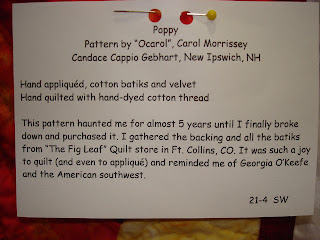 Poppy
Pattern by "Ocarol", Carol Morrissey
Candace Cappio Gebhart, New Ipswich, NH
Hand appliquéd, cotton batiks and velvet
Hand quilted with hand-dyed cotton thread
This pattern haunted me for almost 5 years until I finally broke
down and purchased it. I gathered the backing and all the batiks
from "The Fig Leaf" Quilt store in Ft. Collins, CO. It was such a joy
to quilt (and even to appliqué) and reminded me of Georgia O'Keefe
and the American southwest.
21-4 SW